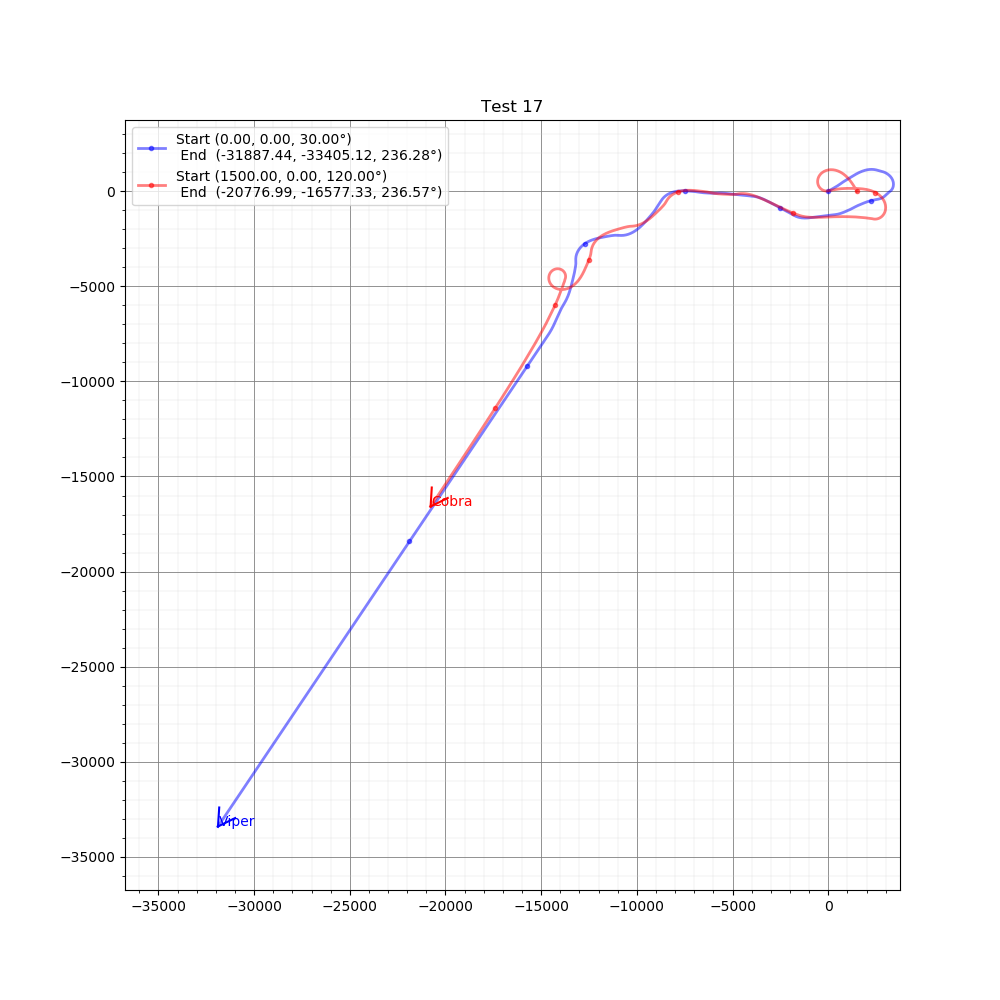 Test 17
Start (0.00, 0.00, 30.00°)
End (-31887.44, -33405.12, 236.28°)
Start (1500.00, 0.00, 120.00°)
End (-20776.99, -16577.33, 236.57°)
0
−5000
−10000
−15000
−20000
−25000
−30000
−35000
Cobra
Viper
−35000 −30000 −25000 −20000 −15000 −10000 −5000 0